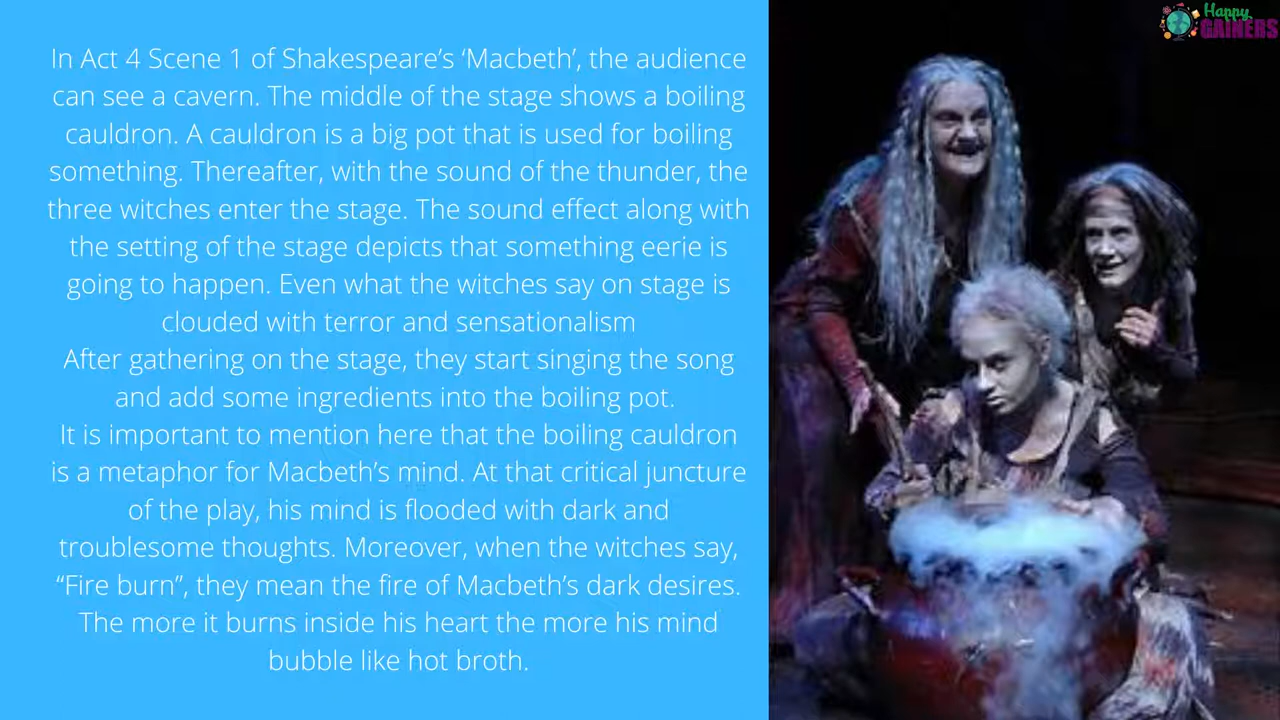 In Act 4 Scene 1 of Shakespeare's 'Macbeth', the audience
can see a cavern. The middle of the stage shows a boiling
cauldron. A cauldron is a big pot that is used for boiling
something. Thereafter, with the sound of the thunder, the
three witches enter the stage. The sound effect along with
the setting of the stage depicts that something eerie is
going to happen. Even what the witches say on stage is
clouded with terror and sensationalism
After gathering on the stage, they start singing the song
and add some ingredients into the boiling pot.
It is important to mention here that the boiling cauldron
is a metaphor for Macbeth's mind. At that critical juncture
of the play, his mind is flooded with dark and
troublesome thoughts. Moreover, when the witches say,
“Fire burn”, they mean the fire of Macbeth's dark desires.
The more it burns inside his heart the more his mind
bubble like hot broth.
Happy
GAINERS